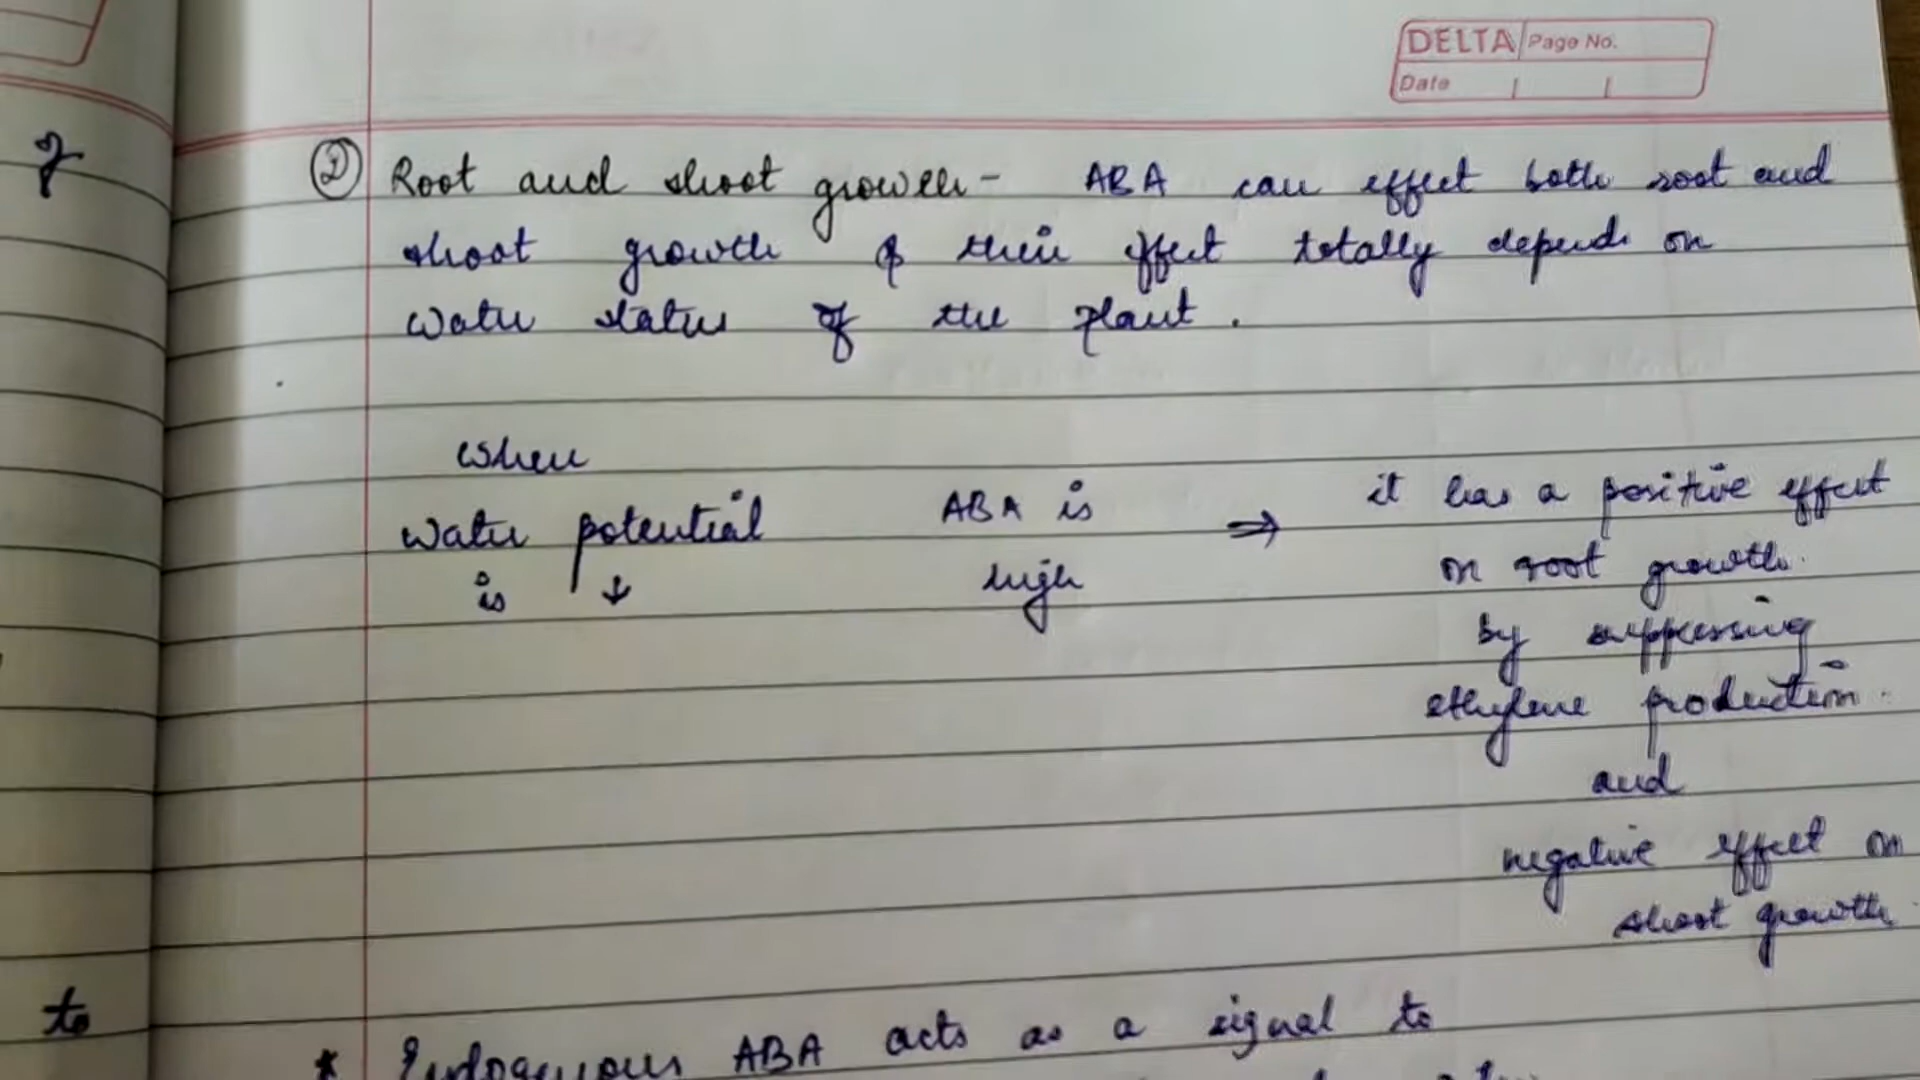 DELTA Page No.
Date
② Root and shoot growth - ABA can effect both root and
shoot growth & their effect totally depends on
water status of the plant.
when
water potential
is ↓
ABA is
high
⇒
it has a positive effect
on root growth.
by suppressing
ethylene production.
and
negative effect on
shoot growth.
to
* Endogenous ABA acts as a signal to